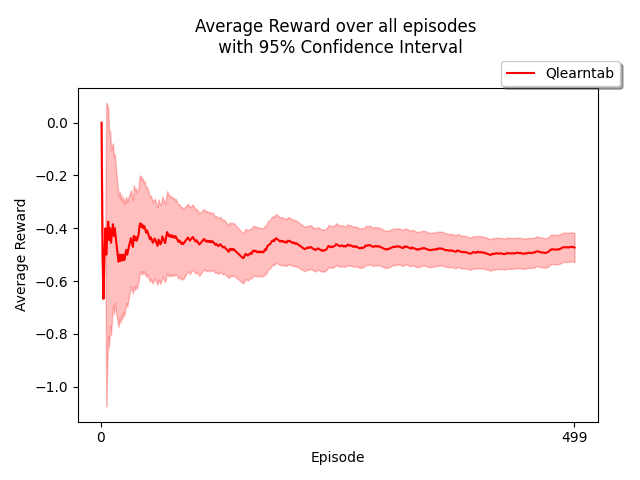 Average Reward over all episodes
with 95% Confidence Interval
Qlearntab
0.0
−0.2
−0.4
−0.6
−0.8
−1.0
Average Reward
0
499
Episode